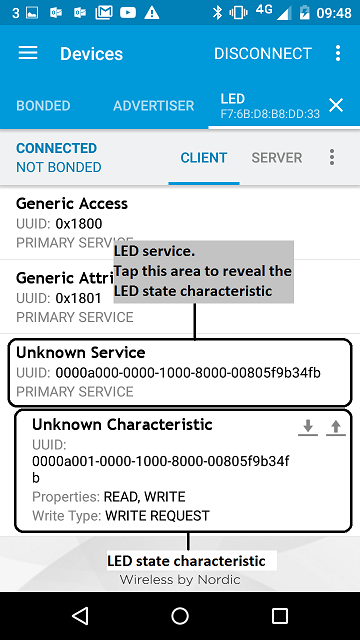 3 4G 09:48
Devices DISCONNECT
BONDED ADVERTISER LED
F7:6B:D8:B8:DD:33
CONNECTED
NOT BONDED
CLIENT SERVER
Generic Access
UUID: 0x1800
PRIMARY SERVICE
LED service.
Tap this area to reveal the
LED state characteristic
Generic Attri
UUID: 0x1801
PRIMARY SERVICE
Unknown Service
UUID: 0000a000-0000-1000-8000-00805f9b34fb
PRIMARY SERVICE
Unknown Characteristic
UUID:
0000a001-0000-1000-8000-00805f9b34f
b
Properties: READ, WRITE
Write Type: WRITE REQUEST
LED state characteristic
Wireless by Nordic